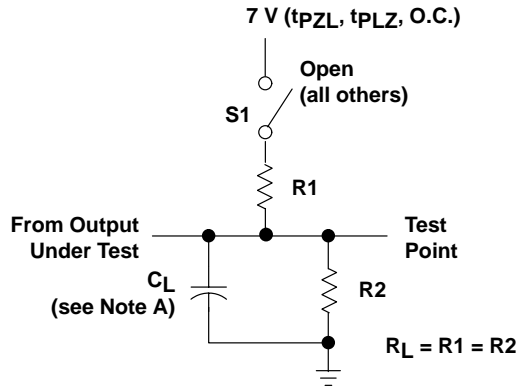 7 V (tPZL, tPLZ, O.C.)
Open
(all others)
S1
R1
From Output
Under Test
Test
Point
CL
(see Note A)
R2
RL = R1 = R2